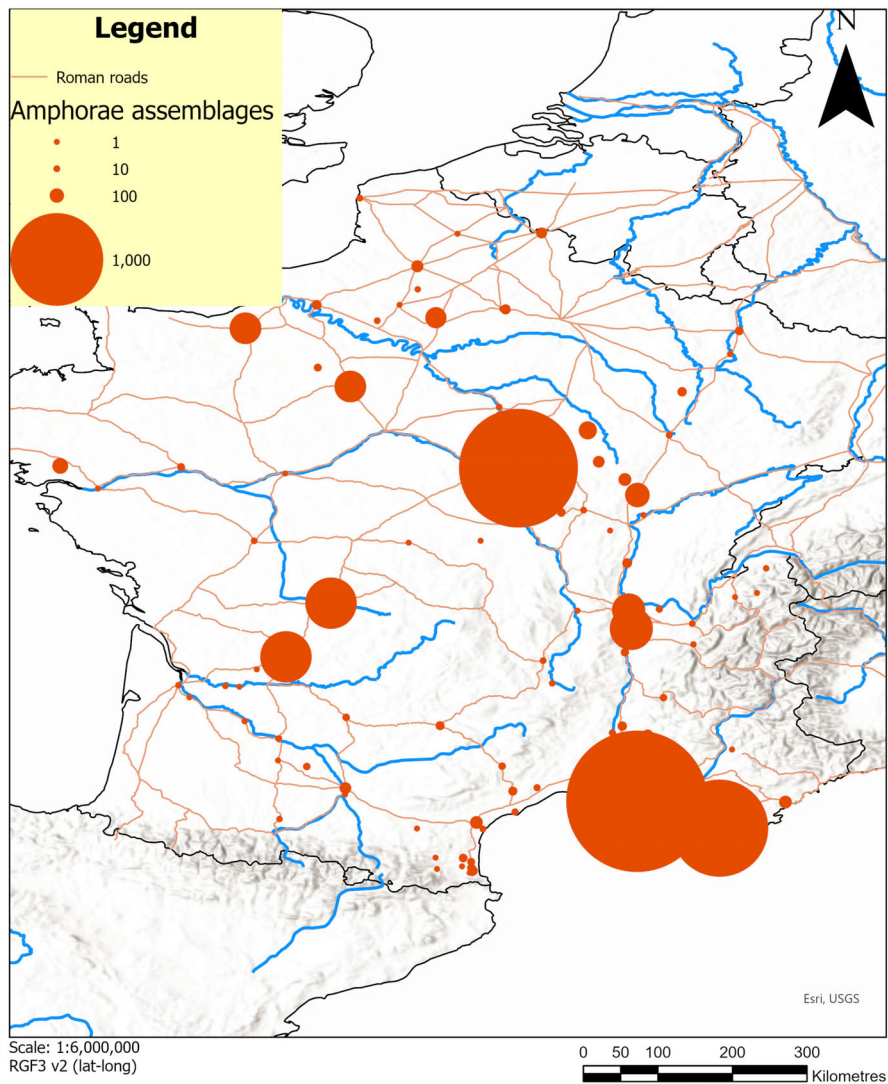 Legend
N
Roman roads
Amphorae assemblages
1
10
100
1,000
Esri, USGS
Scale: 1:6,000,000
RGF3 v2 (lat-long)
0 50 100 200 300
Kilometres